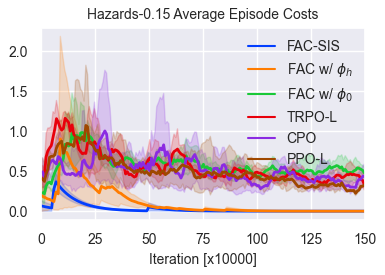 Hazards-0.15 Average Episode Costs
2.0
1.5
1.0
0.5
0.0
FAC-SIS
FAC w/ ϕh
FAC w/ ϕ0
TRPO-L
CPO
PPO-L
0 25 50 75 100 125 150
Iteration [x10000]